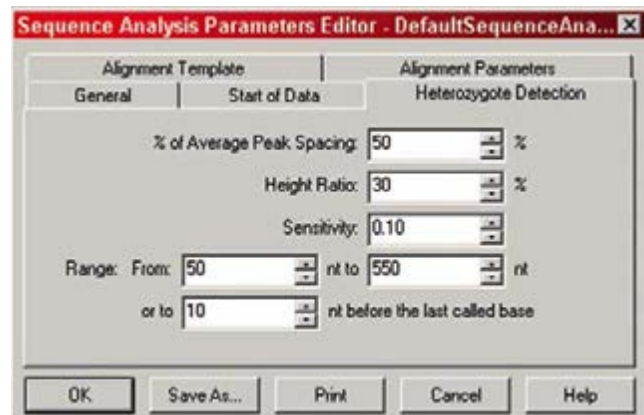 Sequence Analysis Parameters Editor - DefaultSequenceAna...
Alignment Template Alignment Parameters
General Start of Data Heterozygote Detection
% of Average Peak Spacing: 50 %
Height Ratio: 30 %
Sensitivity: 0.10
Range: From: 50 nt to 550 nt
or to 10 nt before the last called base
OK Save As... Print Cancel Help